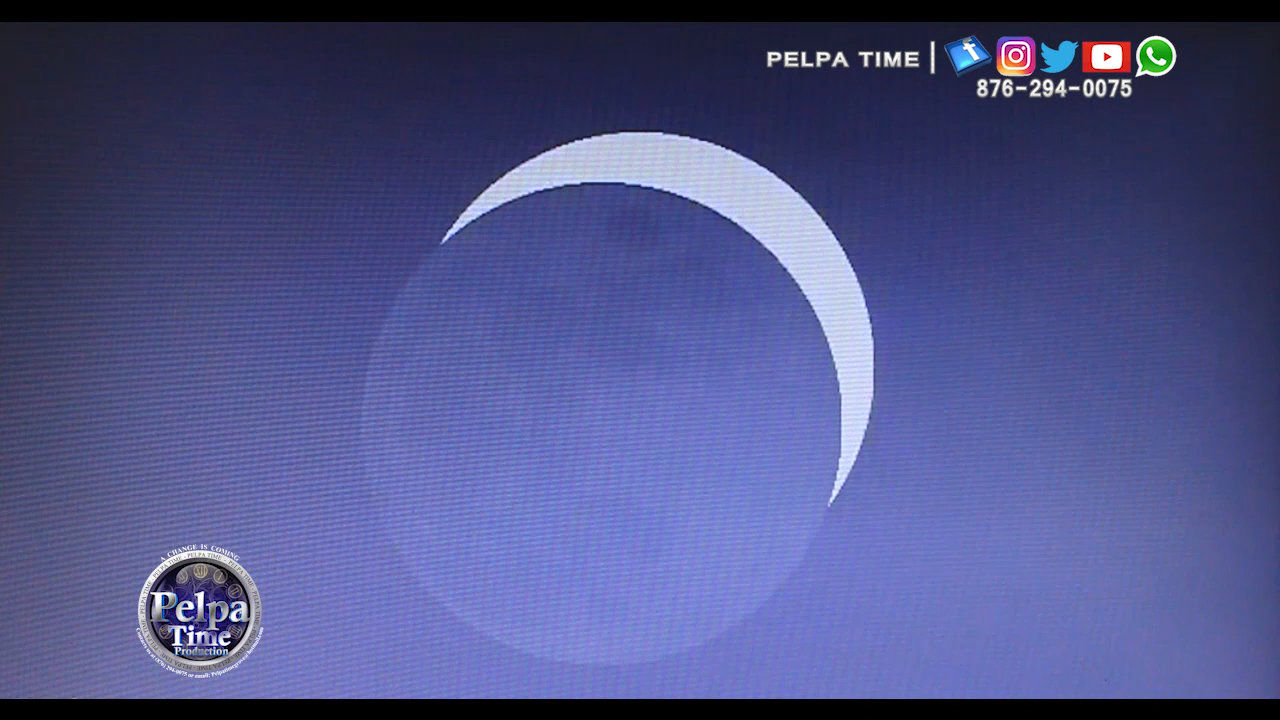 PELPA TIME |
876-294-0075
A CHANGE IS COMING
Pelpa
Time
Production